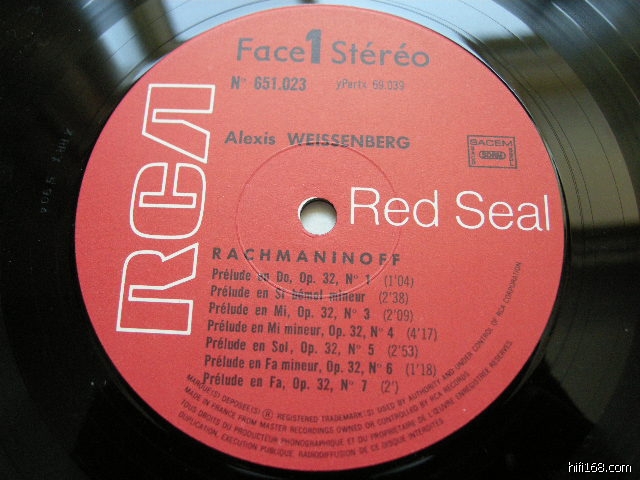 Face 1 Stéréo
N° 651.023 yPartx 69.039
Alexis WEISSENBERG
SACEM
RCA
Red Seal
RACHMANINOFF
Prélude en Do, Op. 32, N° 1 (1'04)
Prélude en Si bémol mineur (2'38)
Prélude en Mi, Op. 32, N° 3 (2'09)
Prélude en Mi mineur, Op. 32, N° 4 (4'17)
Prélude en Sol, Op. 32, N° 5 (2'53)
Prélude en Fa mineur, Op. 32, N° 6 (1'18)
Prélude en Fa, Op. 32, N° 7 (2')
MARQUE(S) DEPOSEE(S) ® REGISTERED TRADEMARK(S) USED BY AUTHORITY AND UNDER CONTROL OF RCA CORPORATION
MADE IN FRANCE FROM MASTER RECORDINGS OWNED OR CONTROLLED BY RCA RECORDS.
TOUS DROITS DU PRODUCTEUR PHONOGRAPHIQUE ET DU PROPRIETAIRE DE L'ŒUVRE ENREGISTREE RESERVES.
DUPLICATION, EXECUTION PUBLIQUE, RADIODIFFUSION DE CE DISQUE INTERDITES
hifi168.com